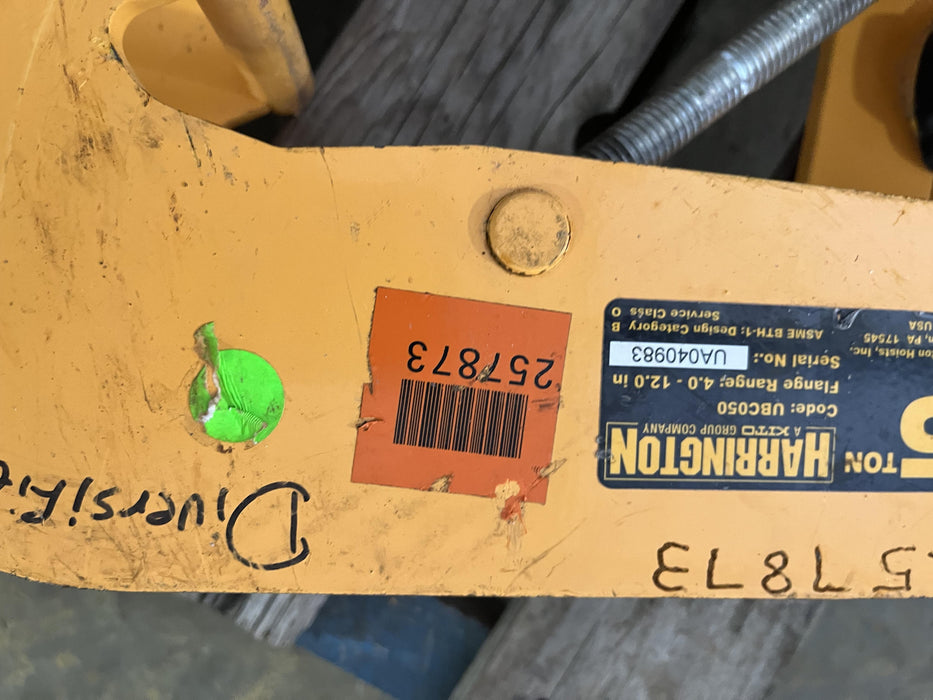 5 TON
HARRINGTON
A KITO GROUP COMPANY
Code: UBC050
Flange Range: 4.0 - 12.0 in
Serial No.: UA040983
ASME BTH-1: Design Category B
Service Class 0
ton Hoists, Inc.
n, PA 17545
USA
257873
57873
Diversifie